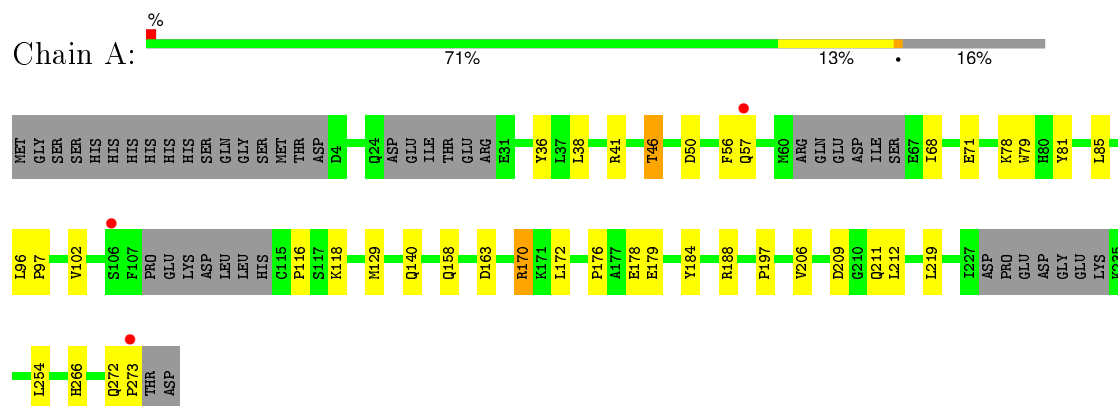 %
Chain A:
71% 13% • 16%
MET GLY SER SER HIS HIS HIS HIS HIS HIS SER GLN GLY SER MET THR ASP D4 Q24 ASP GLU ILE THR GLU ARG E31 Y36 L37 L38 R41 T46 D50 F56 Q57 M60 ARG GLN GLU ASP ILE SER E67 I68 E71 K78 W79 H80 Y81 L85
L96 P97 V102 S106 F107 PRO GLU LYS ASP LEU LEU HIS C115 P116 S117 K118 M129 Q140 Q158 D163 R170 K171 L172 P176 A177 E178 E179 Y184 R188 P197 V206 D209 G210 Q211 L212 L219 I227 ASP PRO GLU ASP GLY GLU LYS K235
L254 H266 Q272 P273 THR ASP